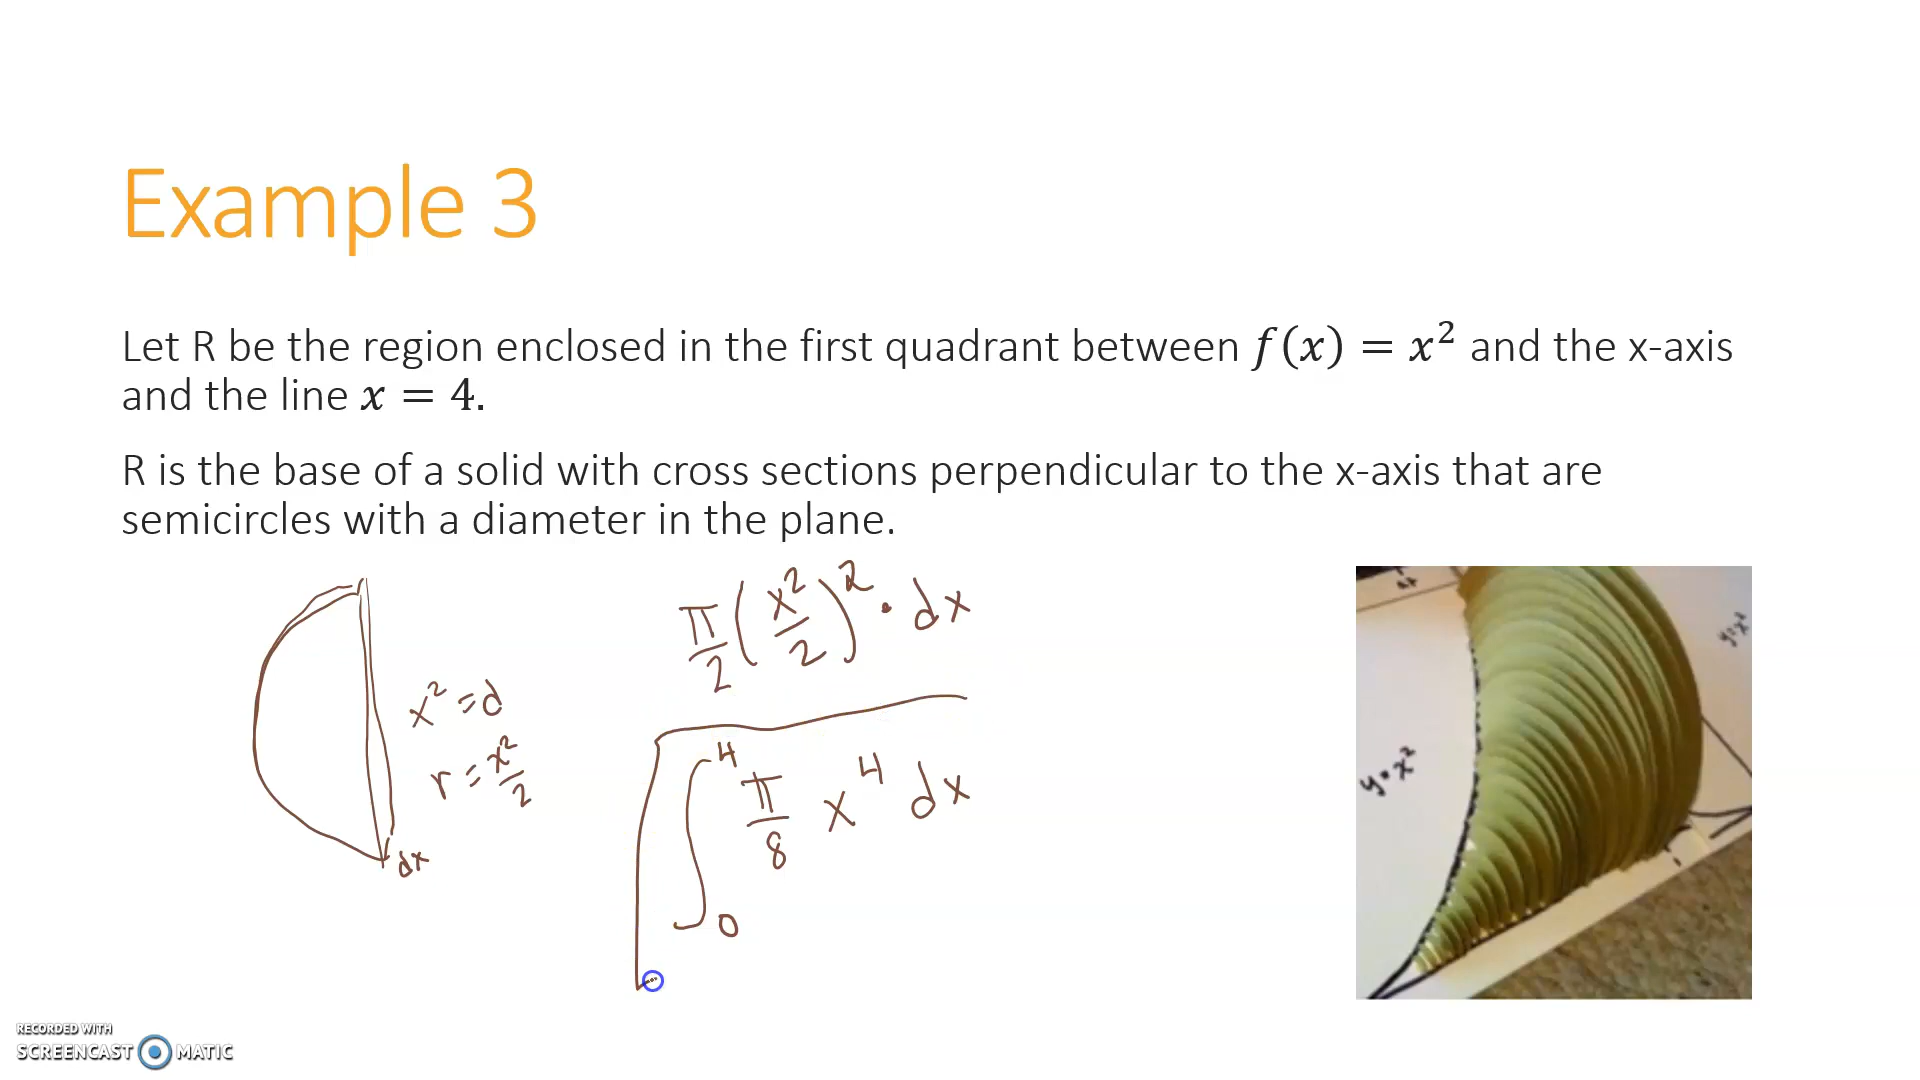 Example 3
Let R be the region enclosed in the first quadrant between f(x) = x² and the x-axis
and the line x = 4.
R is the base of a solid with cross sections perpendicular to the x-axis that are
semicircles with a diameter in the plane.
x² = d
r = x²/2
dx
π/2 (x²/2)² · dx
∫₀⁴ π/8 x⁴ dx
y=x²
y=x²
RECORDED WITH
SCREENCAST MATIC